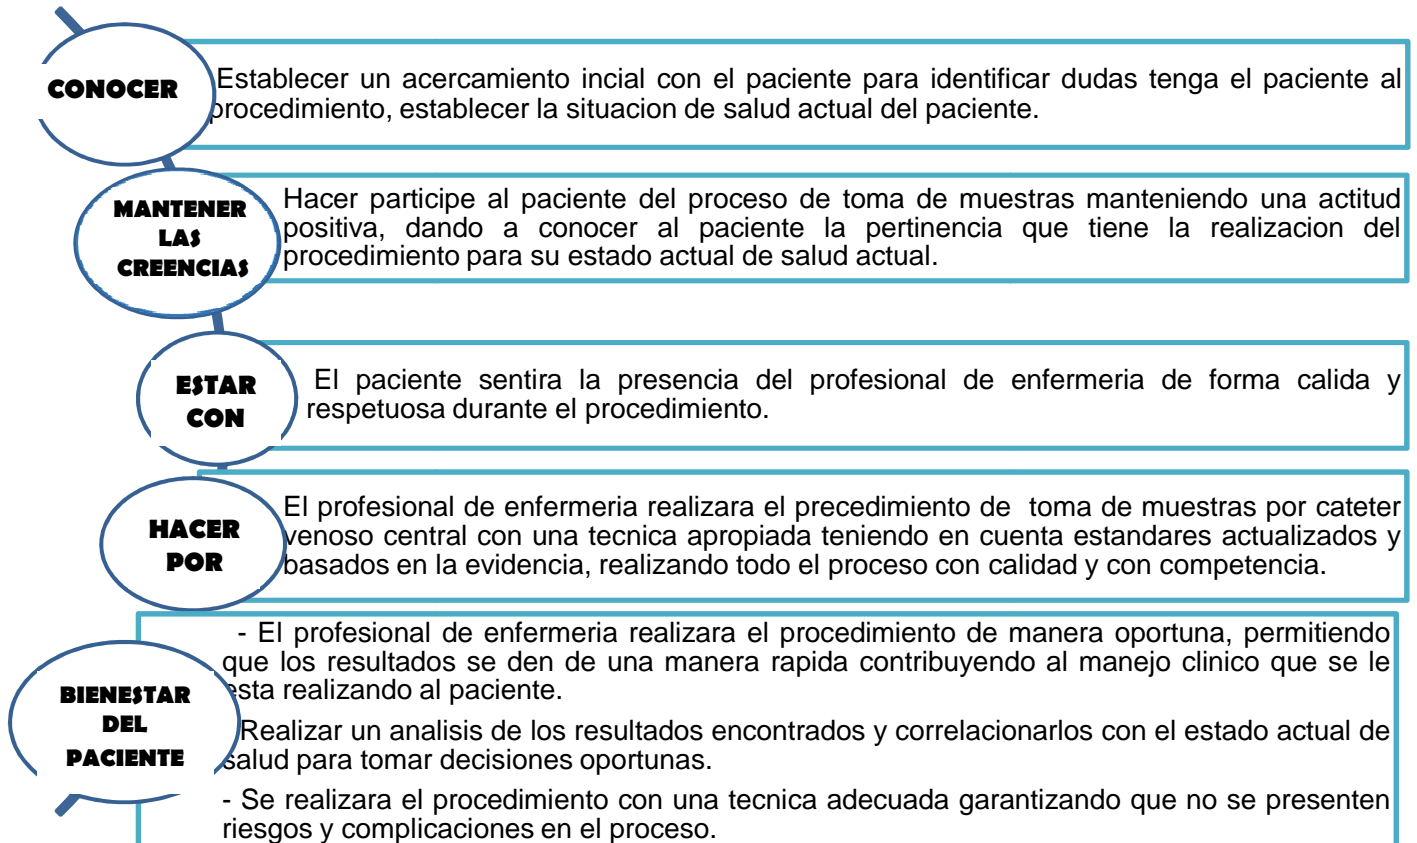 CONOCER
Establecer un acercamiento incial con el paciente para identificar dudas tenga el paciente al
procedimiento, establecer la situacion de salud actual del paciente.
MANTENER
LAS
CREENCIAS
Hacer participe al paciente del proceso de toma de muestras manteniendo una actitud
positiva, dando a conocer al paciente la pertinencia que tiene la realizacion del
procedimiento para su estado actual de salud actual.
ESTAR
CON
El paciente sentira la presencia del profesional de enfermeria de forma calida y
respetuosa durante el procedimiento.
HACER
POR
El profesional de enfermeria realizara el precedimiento de toma de muestras por cateter
venoso central con una tecnica apropiada teniendo en cuenta estandares actualizados y
basados en la evidencia, realizando todo el proceso con calidad y con competencia.
BIENESTAR
DEL
PACIENTE
- El profesional de enfermeria realizara el procedimiento de manera oportuna, permitiendo
que los resultados se den de una manera rapida contribuyendo al manejo clinico que se le
esta realizando al paciente.
Realizar un analisis de los resultados encontrados y correlacionarlos con el estado actual de
salud para tomar decisiones oportunas.
- Se realizara el procedimiento con una tecnica adecuada garantizando que no se presenten
riesgos y complicaciones en el proceso.